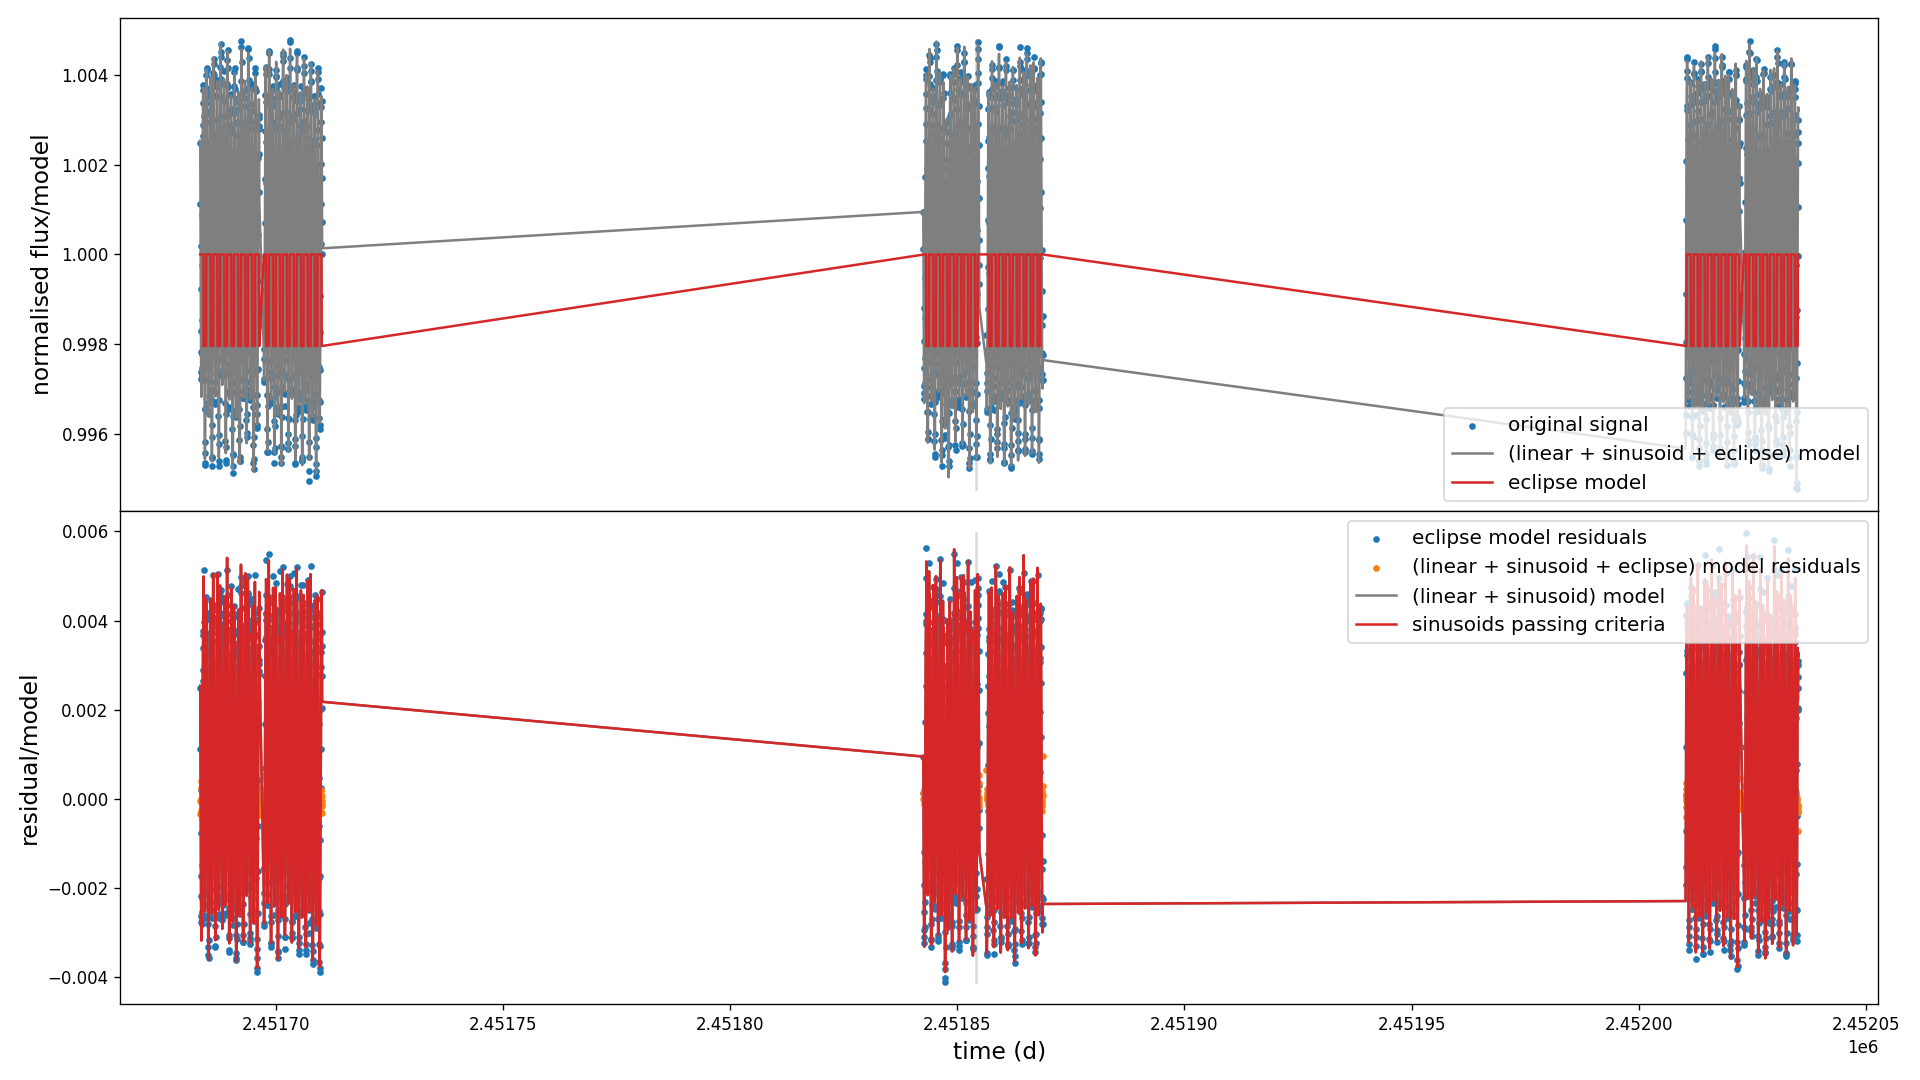 normalised flux/model
1.004
1.002
1.000
0.998
0.996
original signal
(linear + sinusoid + eclipse) model
eclipse model
residual/model
0.006
0.004
0.002
0.000
−0.002
−0.004
eclipse model residuals
(linear + sinusoid + eclipse) model residuals
(linear + sinusoid) model
sinusoids passing criteria
2.45170
2.45175
2.45180
2.45185
2.45190
2.45195
2.45200
2.45205
1e6
time (d)